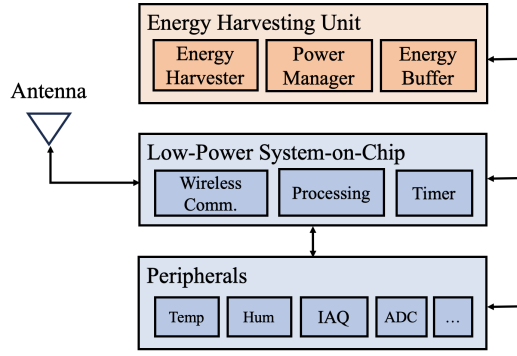 Energy Harvesting Unit
Energy Harvester
Power Manager
Energy Buffer
Antenna
Low-Power System-on-Chip
Wireless Comm.
Processing
Timer
Peripherals
Temp
Hum
IAQ
ADC
...